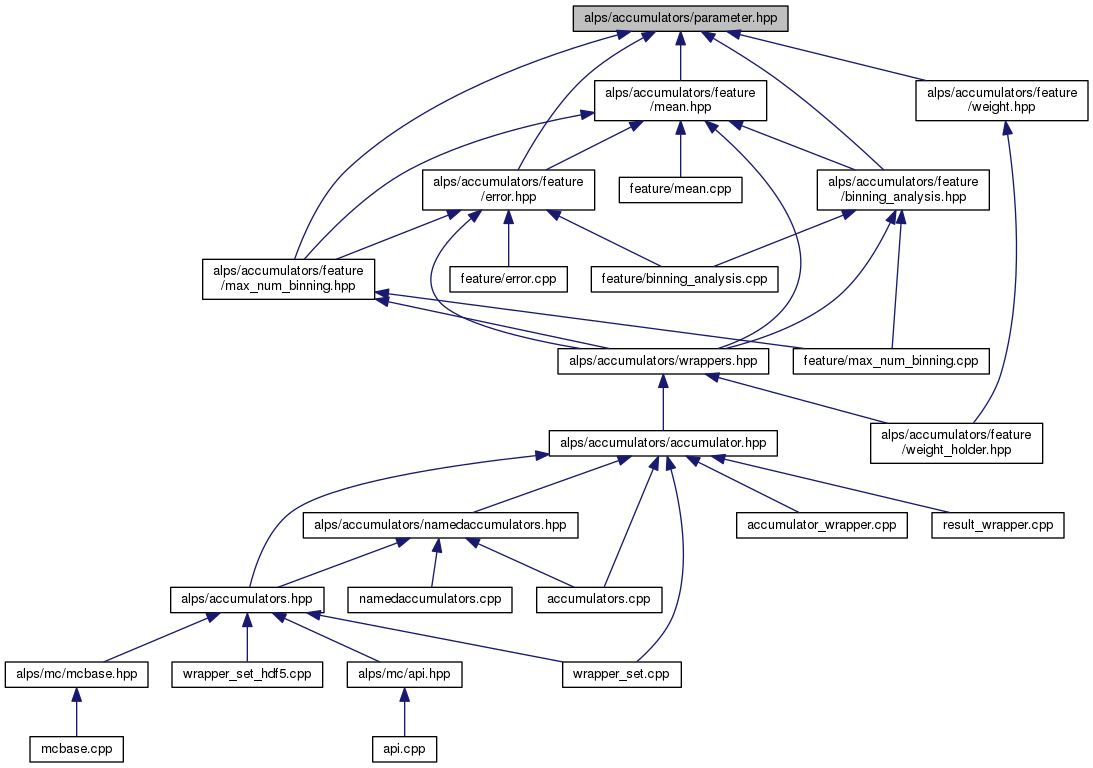 alps/accumulators/parameter.hpp
alps/accumulators/feature
/mean.hpp
alps/accumulators/feature
/weight.hpp
alps/accumulators/feature
/error.hpp
feature/mean.cpp
alps/accumulators/feature
/binning_analysis.hpp
alps/accumulators/feature
/max_num_binning.hpp
feature/error.cpp
feature/binning_analysis.cpp
alps/accumulators/wrappers.hpp
feature/max_num_binning.cpp
alps/accumulators/accumulator.hpp
alps/accumulators/feature
/weight_holder.hpp
alps/accumulators/namedaccumulators.hpp
accumulator_wrapper.cpp
result_wrapper.cpp
alps/accumulators.hpp
namedaccumulators.cpp
accumulators.cpp
alps/mc/mcbase.hpp
wrapper_set_hdf5.cpp
alps/mc/api.hpp
wrapper_set.cpp
mcbase.cpp
api.cpp